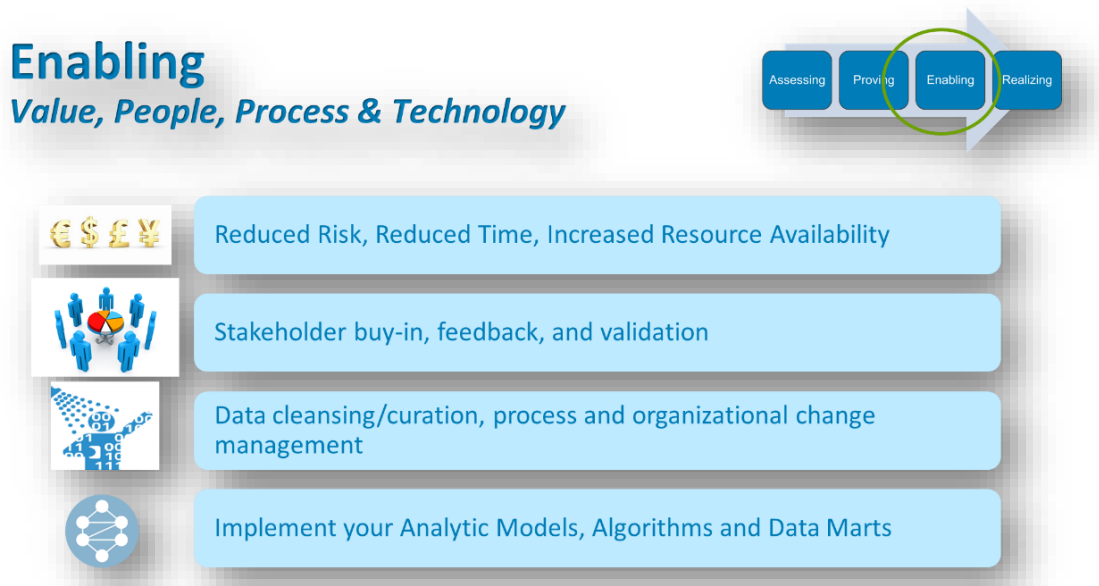 Enabling
Value, People, Process & Technology
Assessing
Proving
Enabling
Realizing
€ $ £ ¥
Reduced Risk, Reduced Time, Increased Resource Availability
Stakeholder buy-in, feedback, and validation
Data cleansing/curation, process and organizational change
management
Implement your Analytic Models, Algorithms and Data Marts